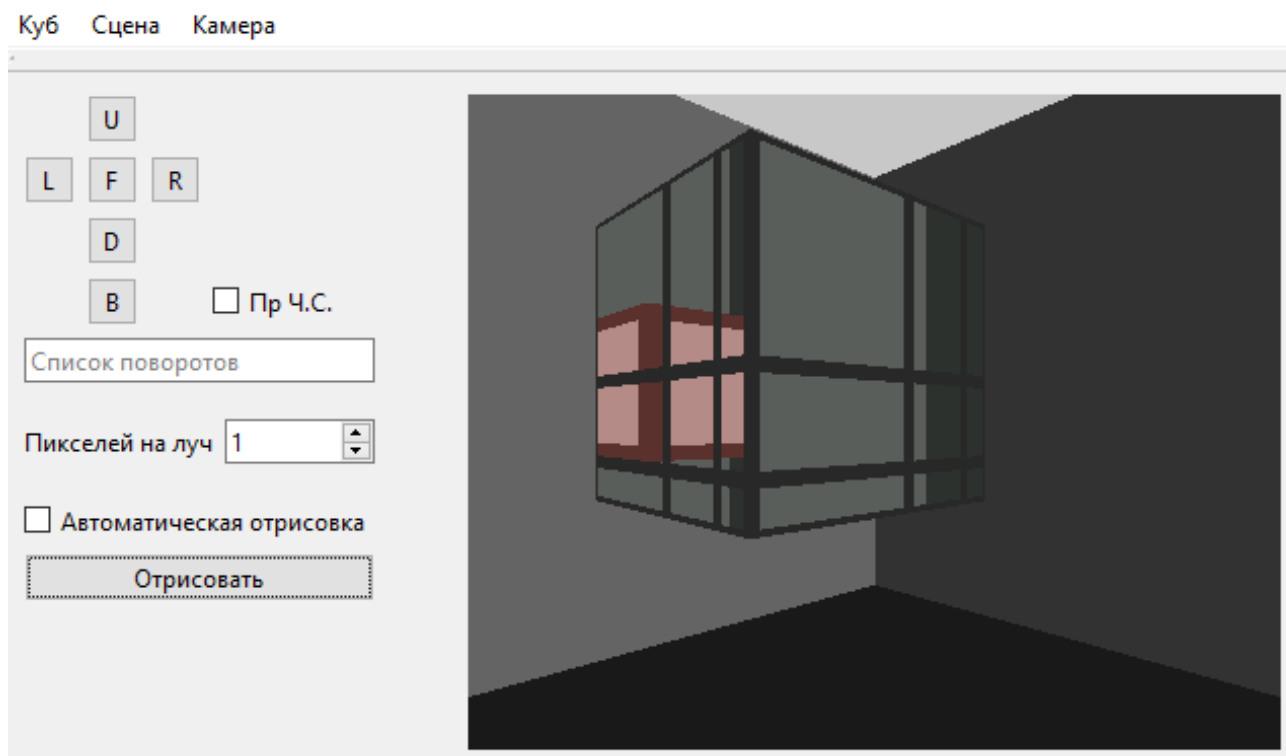 Куб Сцена Камера
U
L F R
D
B Пр Ч.С.
Список поворотов
Пикселей на луч 1
Автоматическая отрисовка
Отрисовать